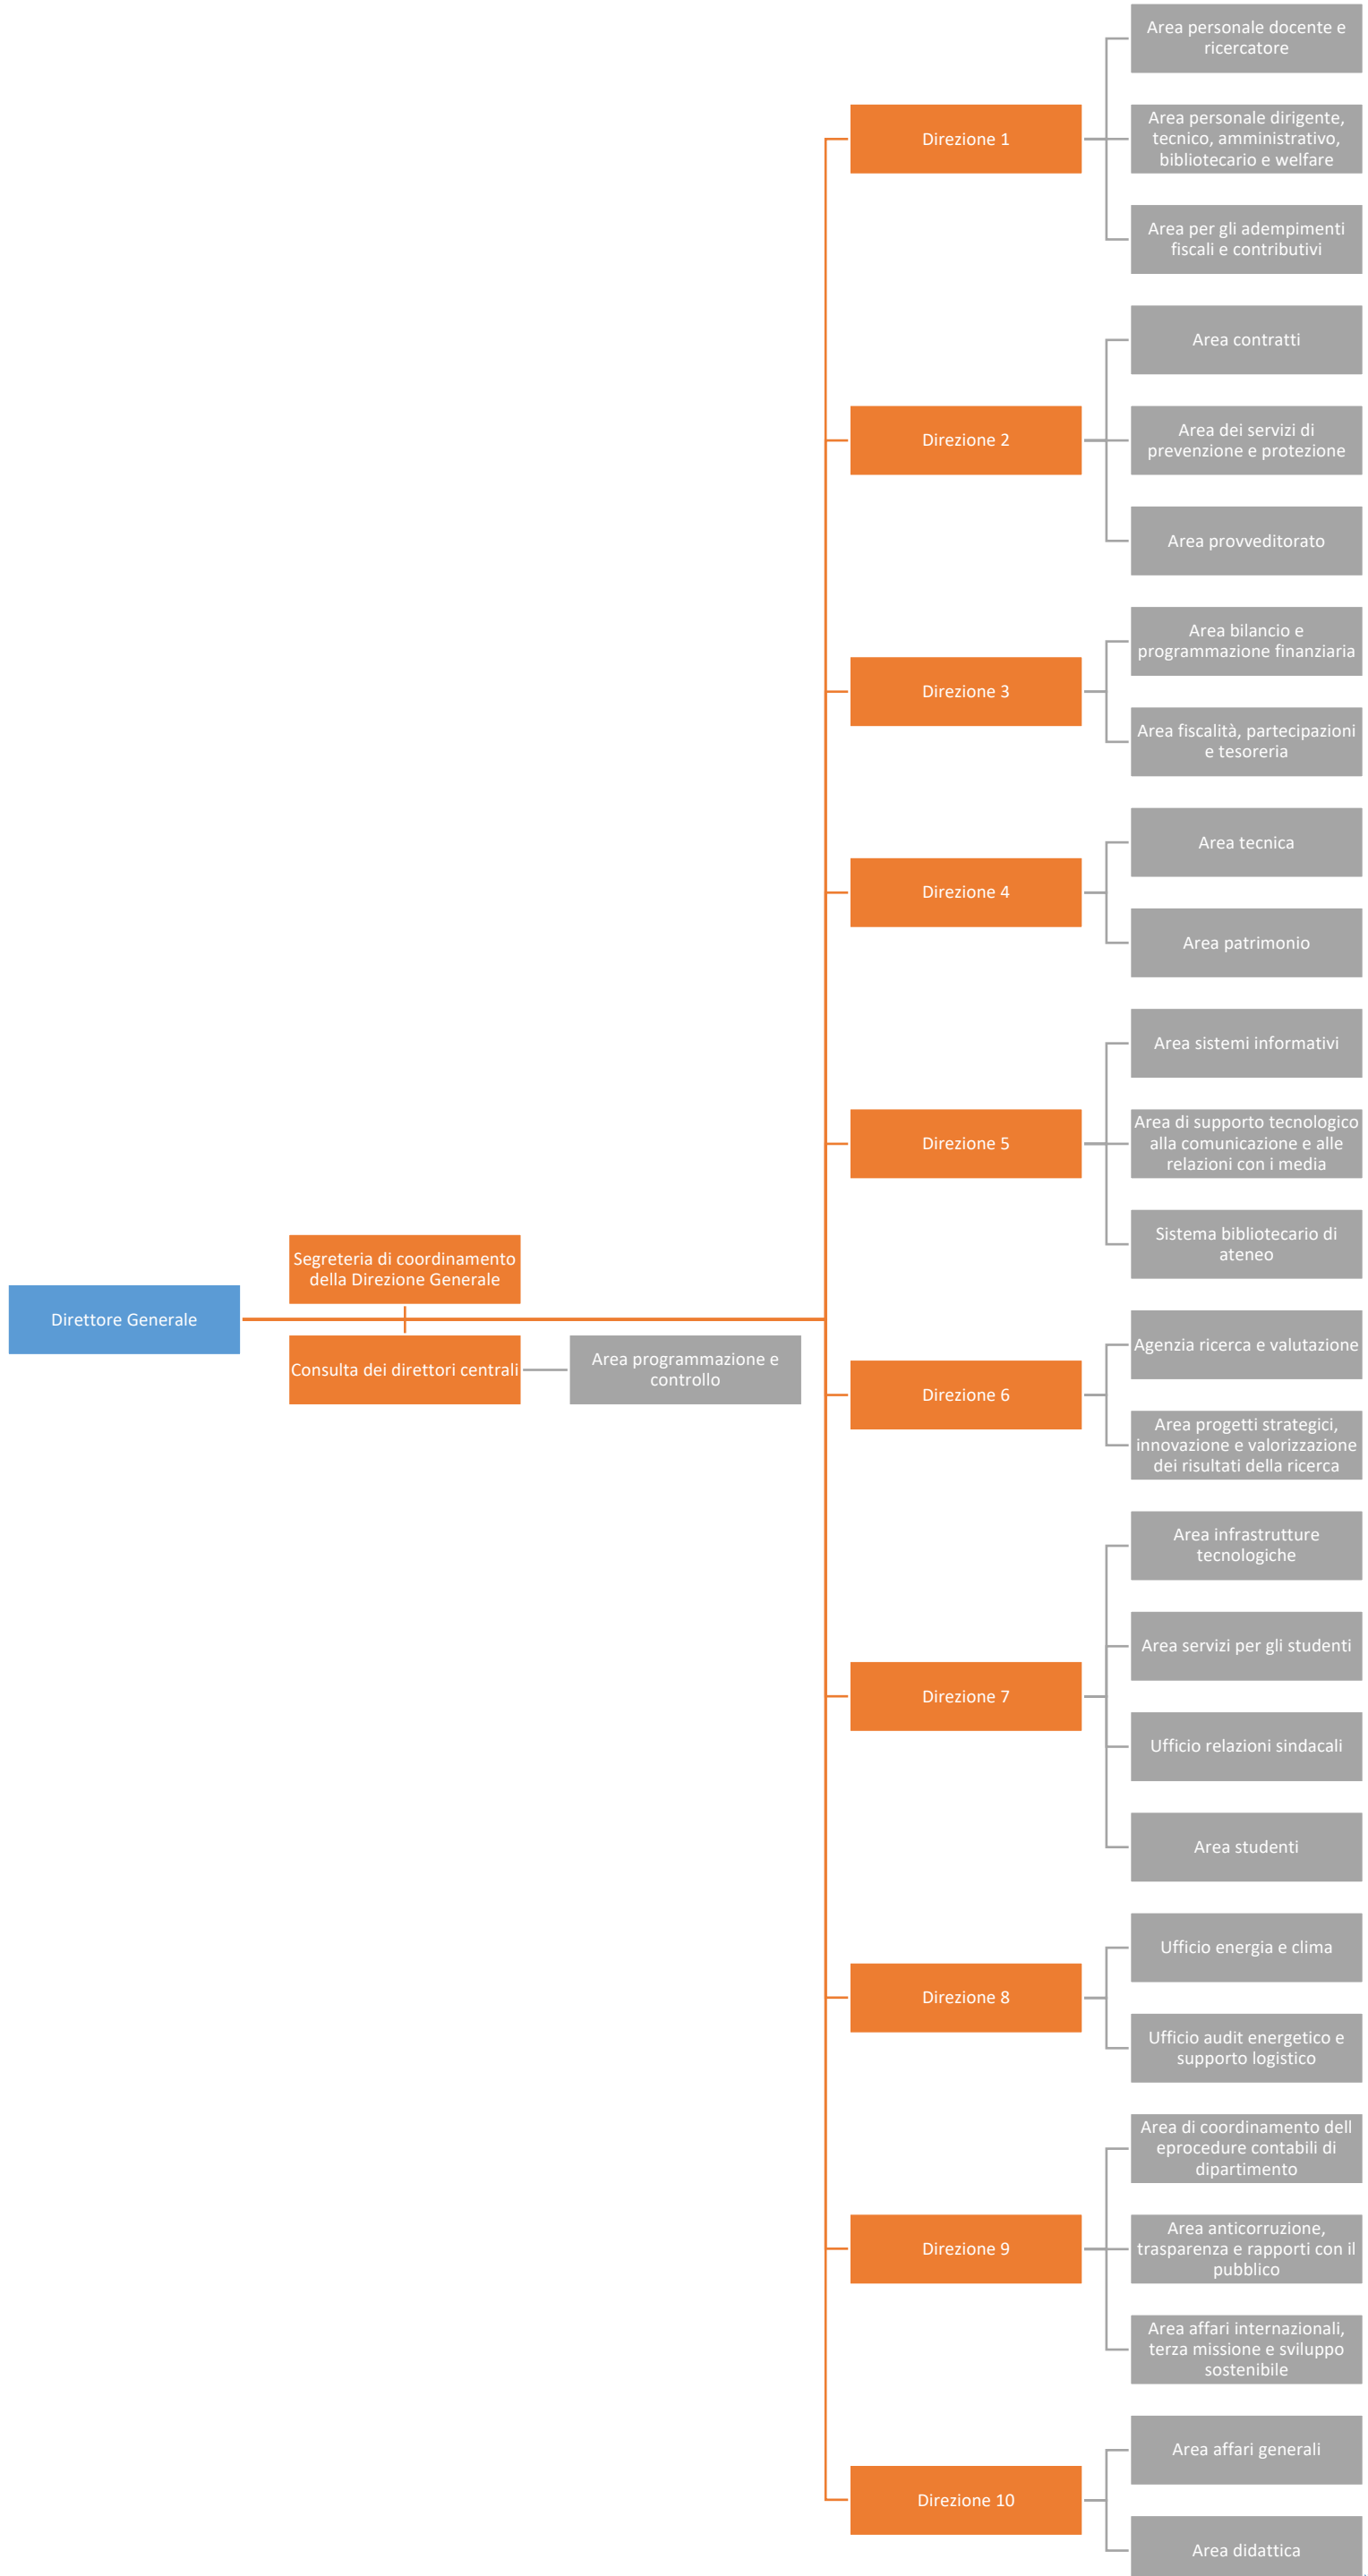 Direttore Generale
Segreteria di coordinamento
della Direzione Generale
Consulta dei direttori centrali
Area programmazione e
controllo
Direzione 1
Area personale docente e
ricercatore
Area personale dirigente,
tecnico, amministrativo,
bibliotecario e welfare
Area per gli adempimenti
fiscali e contributivi
Direzione 2
Area contratti
Area dei servizi di
prevenzione e protezione
Area provveditorato
Direzione 3
Area bilancio e
programmazione finanziaria
Area fiscalità, partecipazioni
e tesoreria
Direzione 4
Area tecnica
Area patrimonio
Direzione 5
Area sistemi informativi
Area di supporto tecnologico
alla comunicazione e alle
relazioni con i media
Sistema bibliotecario di
ateneo
Direzione 6
Agenzia ricerca e valutazione
Area progetti strategici,
innovazione e valorizzazione
dei risultati della ricerca
Direzione 7
Area infrastrutture
tecnologiche
Area servizi per gli studenti
Ufficio relazioni sindacali
Area studenti
Direzione 8
Ufficio energia e clima
Ufficio audit energetico e
supporto logistico
Direzione 9
Area di coordinamento dell
eprocedure contabili di
dipartimento
Area anticorruzione,
trasparenza e rapporti con il
pubblico
Area affari internazionali,
terza missione e sviluppo
sostenibile
Direzione 10
Area affari generali
Area didattica